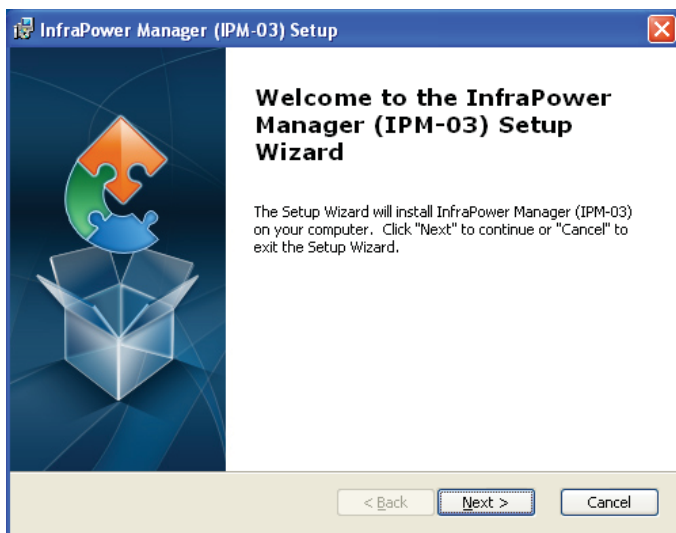 InfraPower Manager (IPM-03) Setup
Welcome to the InfraPower
Manager (IPM-03) Setup
Wizard
The Setup Wizard will install InfraPower Manager (IPM-03)
on your computer. Click "Next" to continue or "Cancel" to
exit the Setup Wizard.
< Back
Next >
Cancel